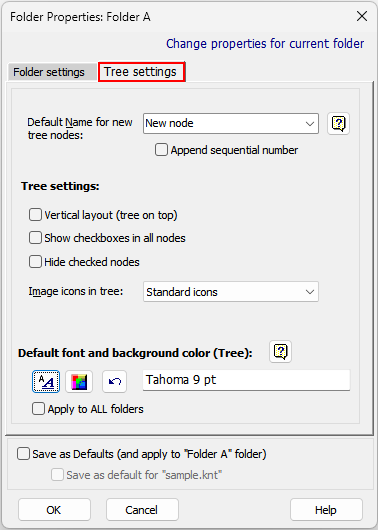 Folder Properties: Folder A
Change properties for current folder
Folder settings
Tree settings
Default Name for new
tree nodes:
New node
Append sequential number
Tree settings:
Vertical layout (tree on top)
Show checkboxes in all nodes
Hide checked nodes
Image icons in tree:
Standard icons
Default font and background color (Tree):
AA
Tahoma 9 pt
Apply to ALL folders
Save as Defaults (and apply to "Folder A" folder)
Save as default for "sample.knt"
OK
Cancel
Help